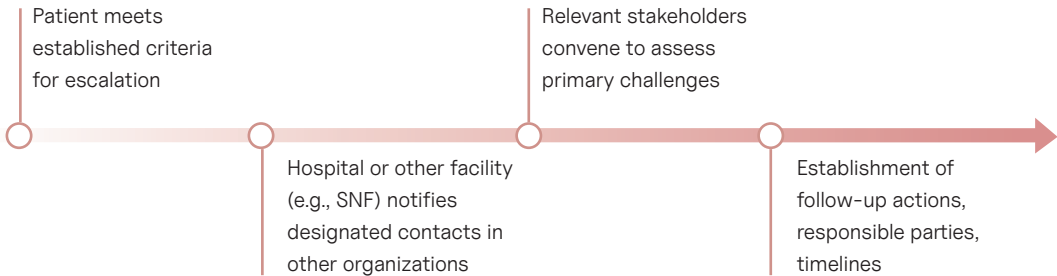 Patient meets
established criteria
for escalation
Hospital or other facility
(e.g., SNF) notifies
designated contacts in
other organizations
Relevant stakeholders
convene to assess
primary challenges
Establishment of
follow-up actions,
responsible parties,
timelines